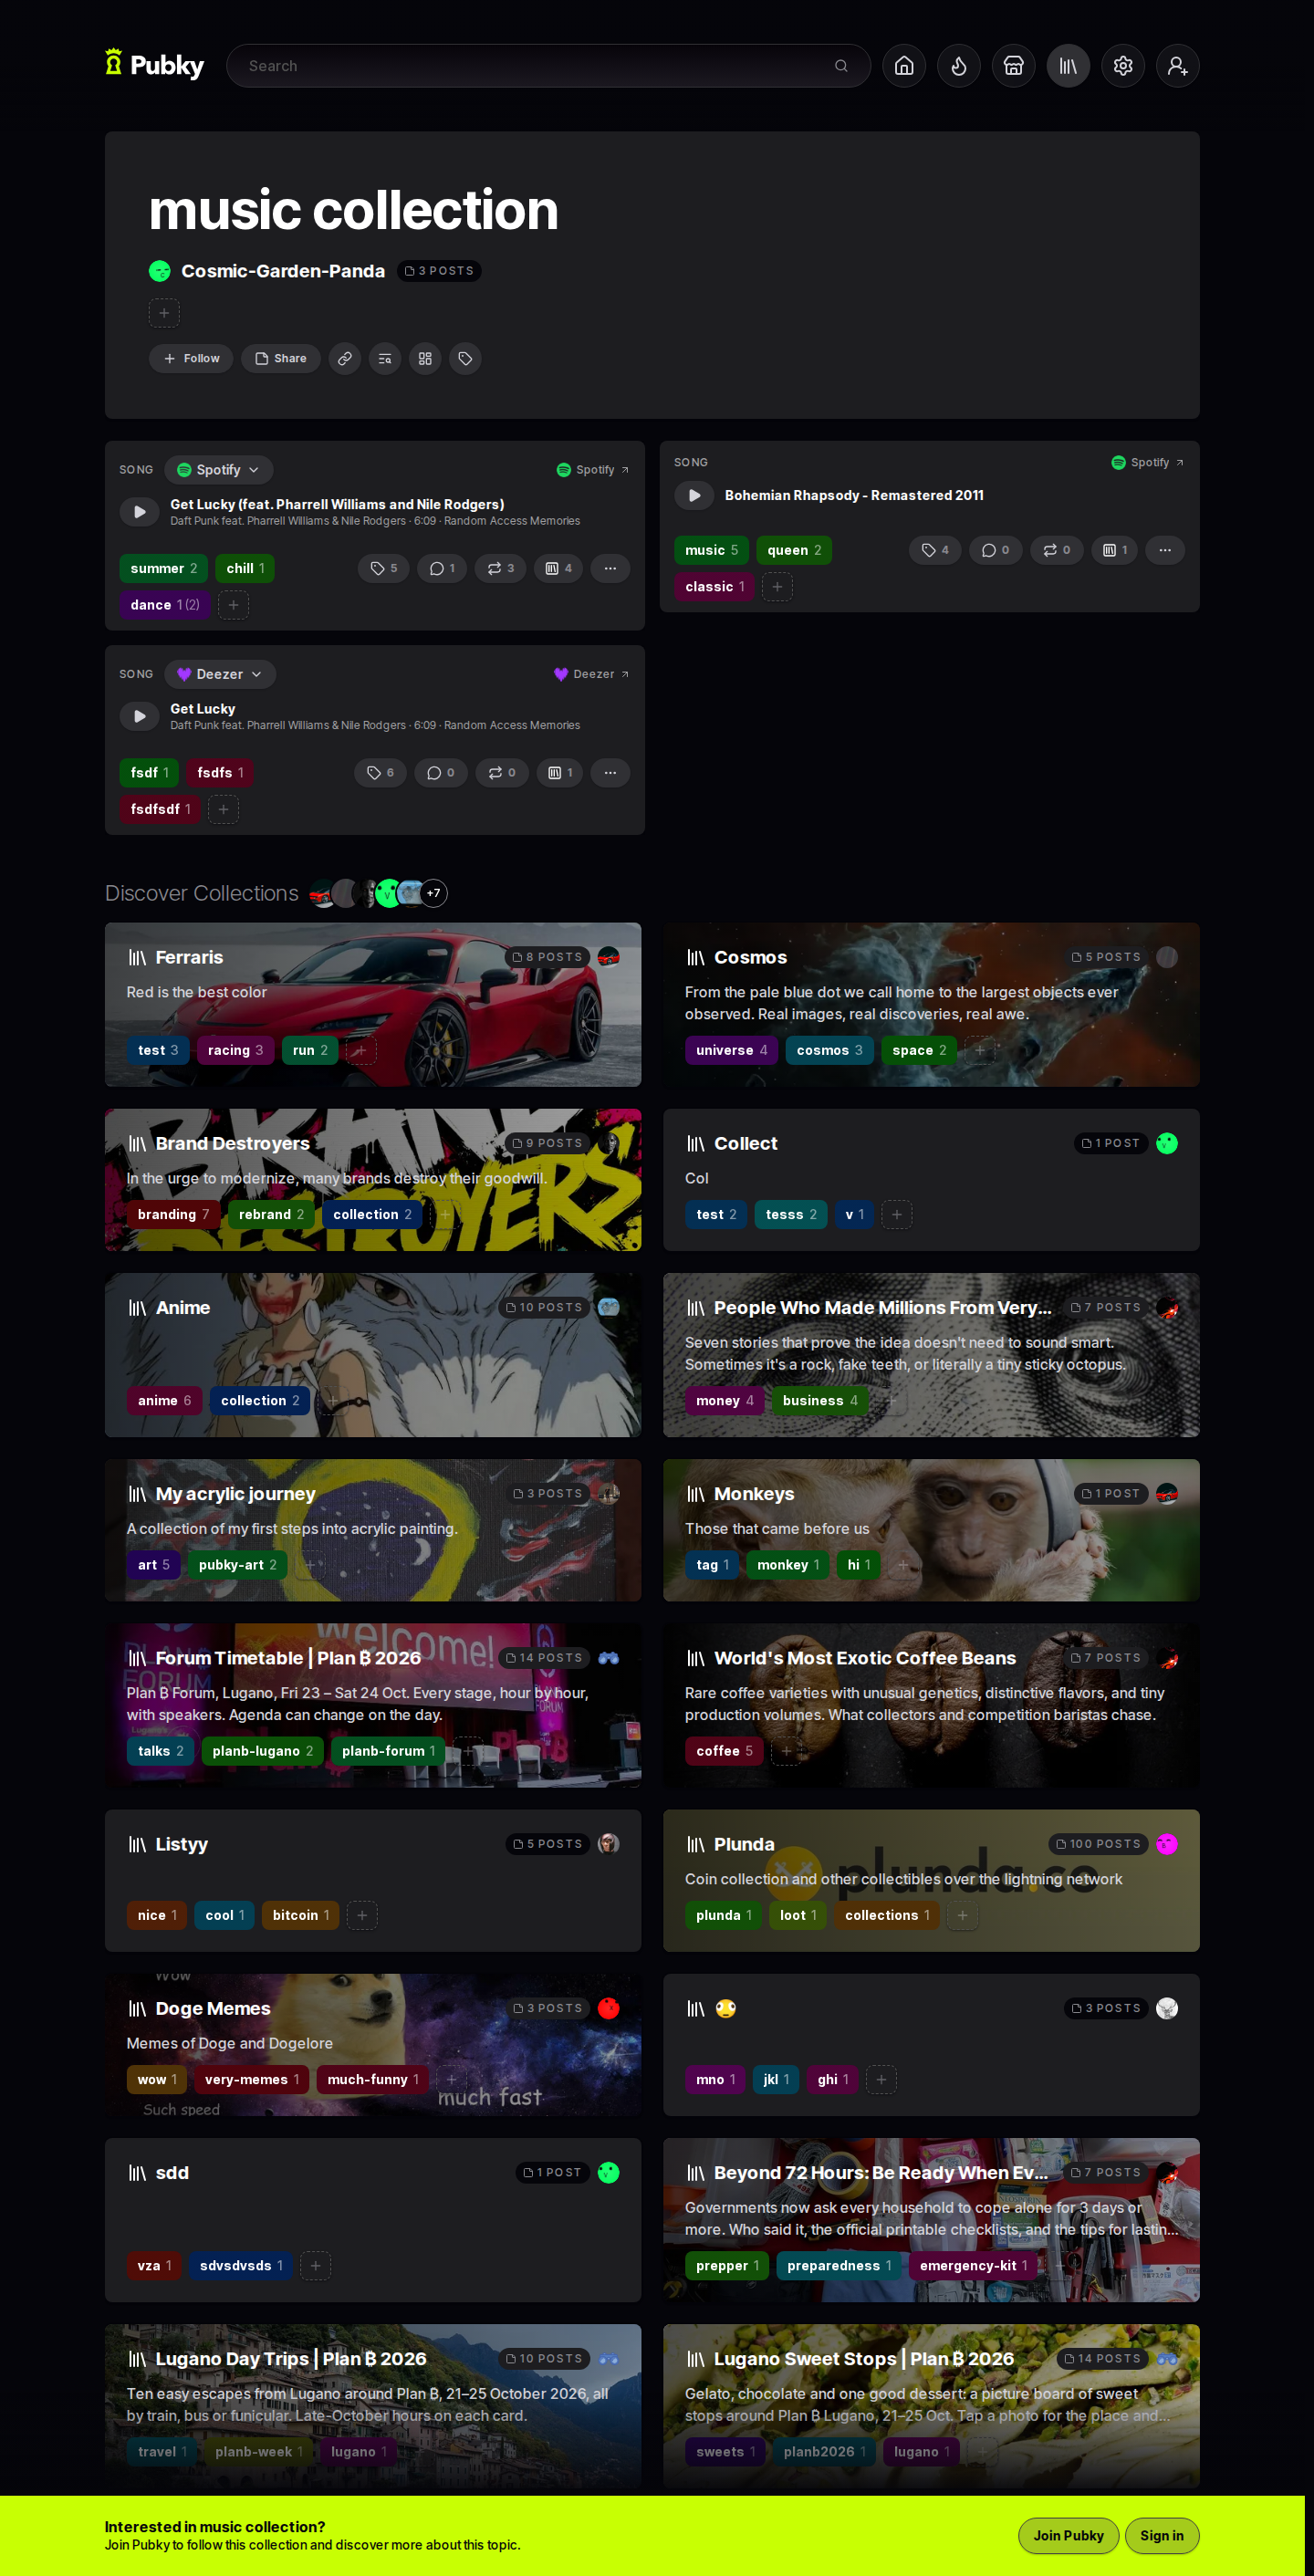 Pubky
Search
music collection
Cosmic-Garden-Panda
3 POSTS
Follow
Share
SONG
Spotify
Spotify
Get Lucky (feat. Pharrell Williams and Nile Rodgers)
Daft Punk feat. Pharrell Williams & Nile Rodgers · 6:09 · Random Access Memories
summer 2
chill 1
5
1
3
4
dance 1 (2)
SONG
Spotify
Bohemian Rhapsody - Remastered 2011
music 5
queen 2
4
0
0
1
classic 1
SONG
Deezer
Deezer
Get Lucky
Daft Punk feat. Pharrell Williams & Nile Rodgers · 6:09 · Random Access Memories
fsdf 1
fsdfs 1
6
0
0
1
fsdfsdf 1
Discover Collections
+7
Ferraris
8 POSTS
Red is the best color
test 3
racing 3
run 2
Cosmos
5 POSTS
From the pale blue dot we call home to the largest objects ever
observed. Real images, real discoveries, real awe.
universe 4
cosmos 3
space 2
Brand Destroyers
9 POSTS
In the urge to modernize, many brands destroy their goodwill.
branding 7
rebrand 2
collection 2
BRAND
DESTROYERS
Collect
1 POST
Col
test 2
tesss 2
v 1
Anime
10 POSTS
anime 6
collection 2
People Who Made Millions From Very...
7 POSTS
Seven stories that prove the idea doesn't need to sound smart.
Sometimes it's a rock, fake teeth, or literally a tiny sticky octopus.
money 4
business 4
My acrylic journey
3 POSTS
A collection of my first steps into acrylic painting.
art 5
pubky-art 2
Monkeys
1 POST
Those that came before us
tag 1
monkey 1
hi 1
welcome!
PLAN ₿
FORUM
Forum Timetable | Plan ₿ 2026
14 POSTS
Plan ₿ Forum, Lugano, Fri 23 – Sat 24 Oct. Every stage, hour by hour,
with speakers. Agenda can change on the day.
talks 2
planb-lugano 2
planb-forum 1
World's Most Exotic Coffee Beans
7 POSTS
Rare coffee varieties with unusual genetics, distinctive flavors, and tiny
production volumes. What collectors and competition baristas chase.
coffee 5
Listyy
5 POSTS
nice 1
cool 1
bitcoin 1
Plunda
100 POSTS
plunda.co
Coin collection and other collectibles over the lightning network
plunda 1
loot 1
collections 1
Wow
Doge Memes
3 POSTS
Memes of Doge and Dogelore
wow 1
very-memes 1
much-funny 1
much fast
Such speed
😳
3 POSTS
mno 1
jkl 1
ghi 1
sdd
1 POST
vza 1
sdvsdvsds 1
Beyond 72 Hours: Be Ready When Ev...
7 POSTS
Governments now ask every household to cope alone for 3 days or
more. Who said it, the official printable checklists, and the tips for lastin...
prepper 1
preparedness 1
emergency-kit 1
Lugano Day Trips | Plan ₿ 2026
10 POSTS
Ten easy escapes from Lugano around Plan ₿, 21–25 October 2026, all
by train, bus or funicular. Late-October hours on each card.
travel 1
planb-week 1
lugano 1
Lugano Sweet Stops | Plan ₿ 2026
14 POSTS
Gelato, chocolate and one good dessert: a picture board of sweet
stops around Plan ₿ Lugano, 21–25 Oct. Tap a photo for the place and...
sweets 1
planb2026 1
lugano 1
Interested in music collection?
Join Pubky to follow this collection and discover more about this topic.
Join Pubky
Sign in